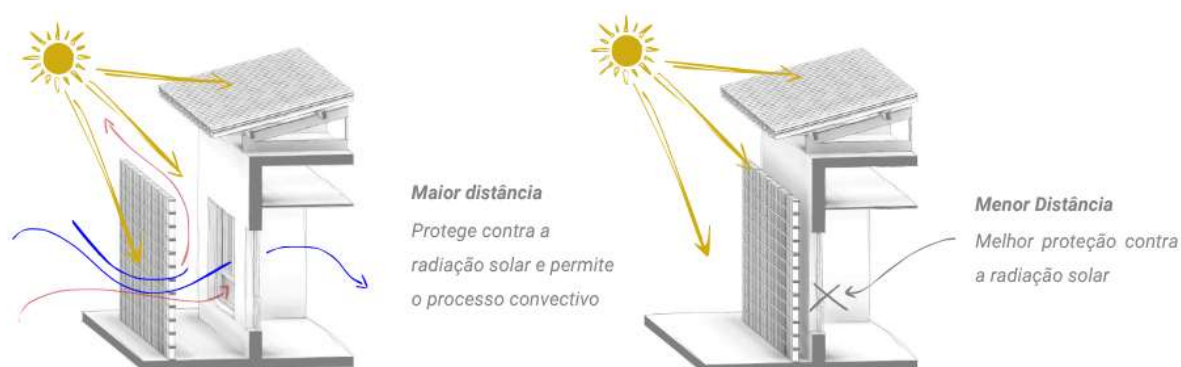 Maior distância
Protege contra a
radiação solar e permite
o processo convectivo
Menor Distância
Melhor proteção contra
a radiação solar